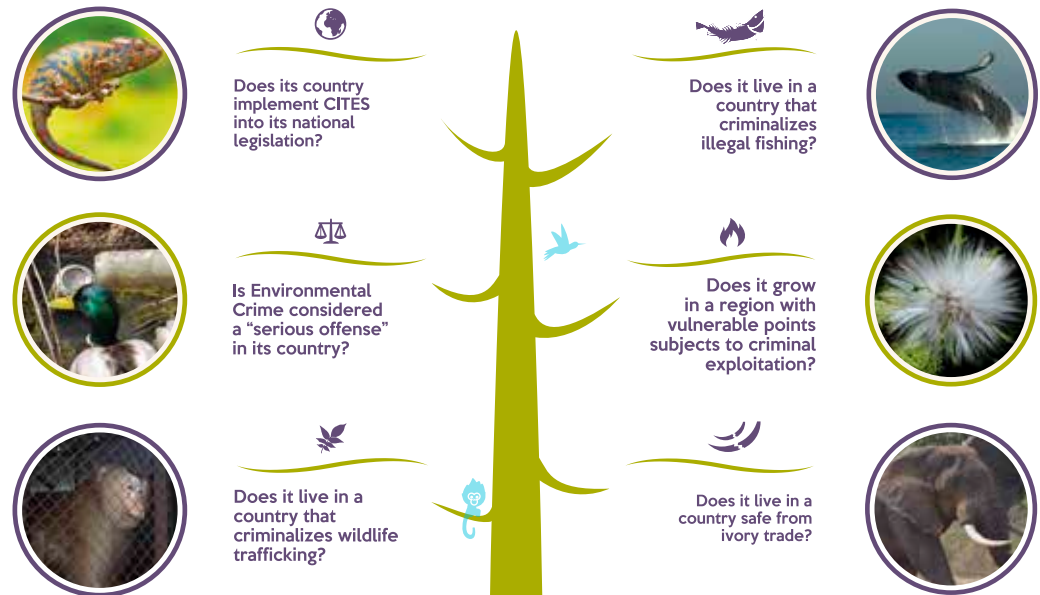 Does its country
implement CITES
into its national
legislation?
Does it live in a
country that
criminalizes
illegal fishing?
Is Environmental
Crime considered
a “serious offense”
in its country?
Does it grow
in a region with
vulnerable points
subjects to criminal
exploitation?
Does it live in a
country that
criminalizes wildlife
trafficking?
Does it live in a
country safe from
ivory trade?